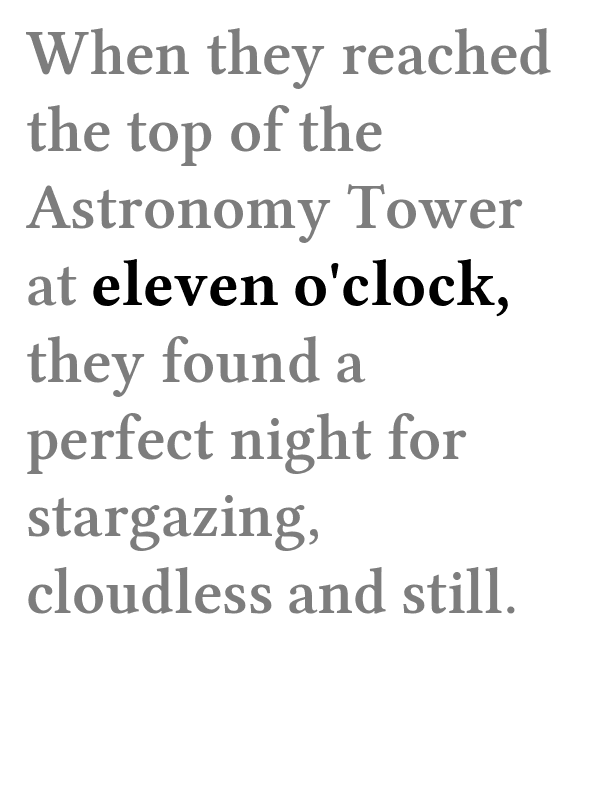 When they reached
the top of the
Astronomy Tower
at eleven o'clock,
they found a
perfect night for
stargazing,
cloudless and still.